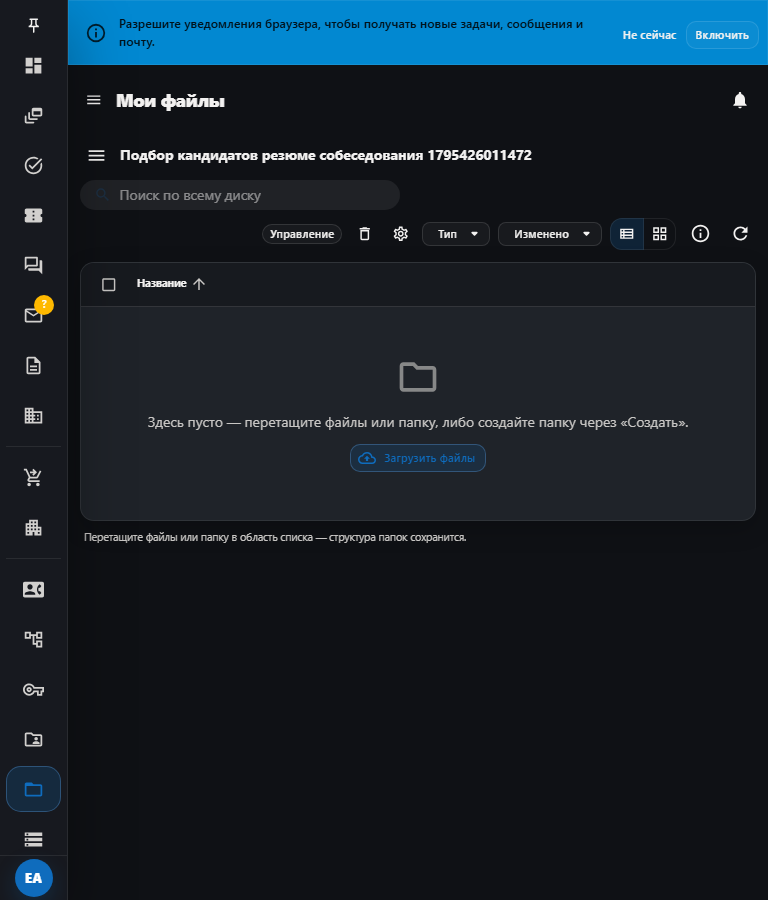 Разрешите уведомления браузера, чтобы получать новые задачи, сообщения и
почту.
Не сейчас
Включить
Мои файлы
Подбор кандидатов резюме собеседования 1795426011472
Поиск по всему диску
Управление
Тип
Изменено
Название
?
Здесь пусто — перетащите файлы или папку, либо создайте папку через «Создать».
Загрузить файлы
Перетащите файлы или папку в область списка — структура папок сохранится.
EA